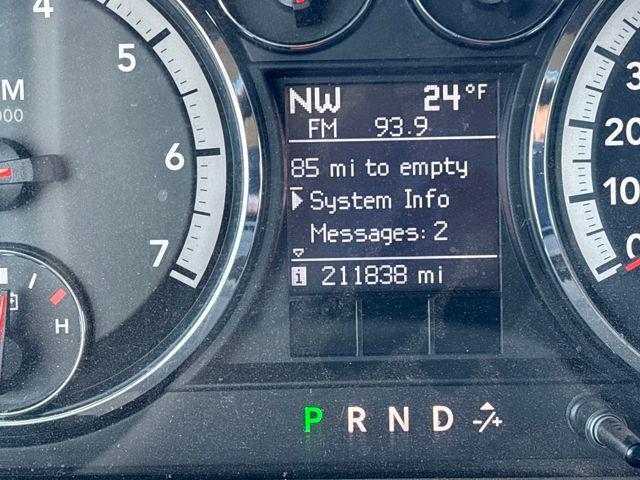 4
5
6
7
M
000
H
NW 24°F
FM 93.9
85 mi to empty
System Info
Messages: 2
i 211838 mi
P R N D -/+
3
20
10
0